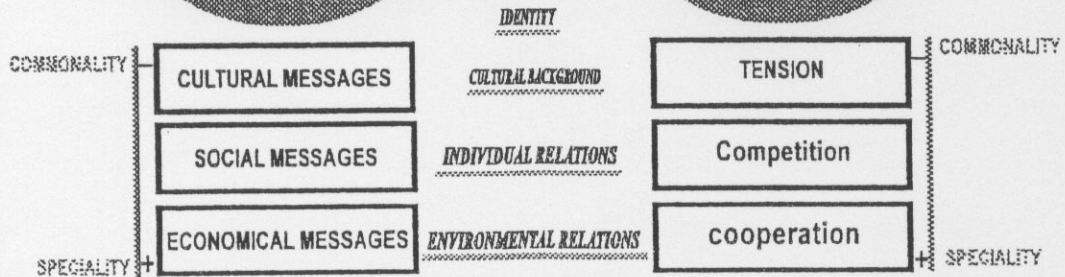 IDENTITY
COMMONALITY
CULTURAL MESSAGES
CULTURAL BACKGROUND
TENSION
COMMONALITY
SOCIAL MESSAGES
INDIVIDUAL RELATIONS
Competition
ECONOMICAL MESSAGES
ENVIRONMENTAL RELATIONS
cooperation
SPECIALITY +
+ SPECIALITY